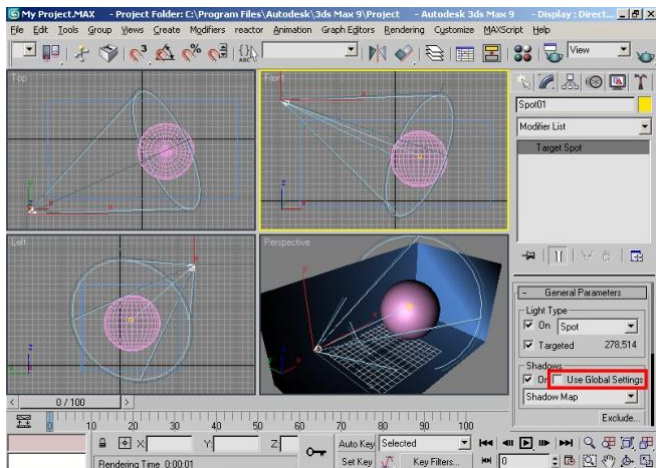 My Project.MAX - Project Folder: C:\Program Files\Autodesk\3ds Max 9\Project - Autodesk 3ds Max 9 - Display : Direct...
File Edit Tools Group Views Create Modifiers reactor Animation Graph Editors Rendering Customize MAXScript Help
View
Top
Front
Spot01
Modifier List
Target Spot
Left
Perspective
General Parameters
Light Type
On Spot
Targeted 278,514
Shadows
On Use Global Settings
Shadow Map
Exclude...
0 / 100
0 10 20 30 40 50 60 70 80 90 100
X: Y: Z: Auto Key Selected
Rendering Time 0:00:01 Set Key Key Filters... 0